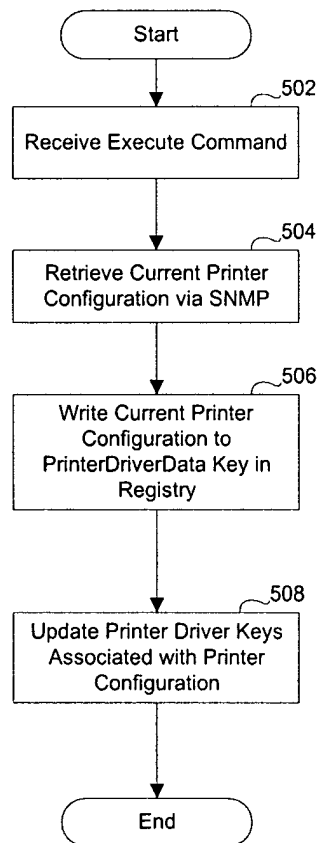 Start
502
Receive Execute Command
504
Retrieve Current Printer
Configuration via SNMP
506
Write Current Printer
Configuration to
PrinterDriverData Key in
Registry
508
Update Printer Driver Keys
Associated with Printer
Configuration
End